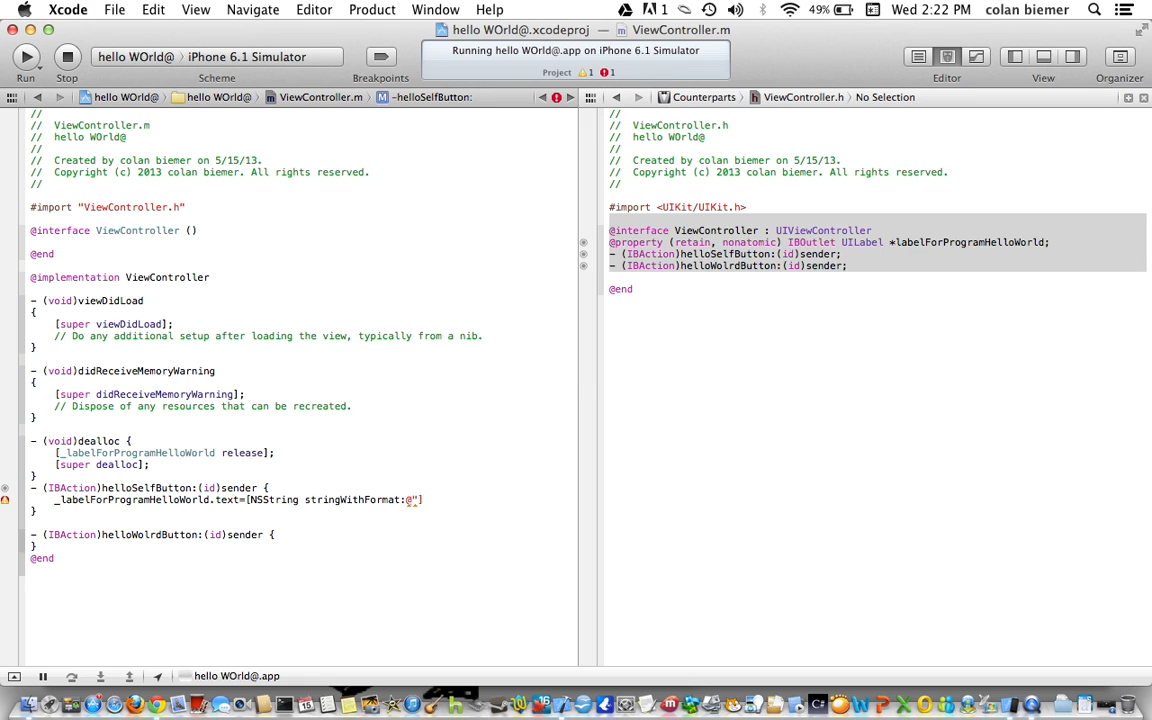 Xcode File Edit View Navigate Editor Product Window Help 1 49% Wed 2:22 PM colan biemer
hello WOrld@.xcodeproj — ViewController.m
hello WOrld@ › iPhone 6.1 Simulator
Running hello WOrld@.app on iPhone 6.1 Simulator
Project 1 1
Run Stop Scheme Breakpoints Editor View Organizer
hello WOrld@ › hello WOrld@ › ViewController.m › M -helloSelfButton:
Counterparts › ViewController.h › No Selection
//
// ViewController.m
// hello WOrld@
//
// Created by colan biemer on 5/15/13.
// Copyright (c) 2013 colan biemer. All rights reserved.
//
#import "ViewController.h"
@interface ViewController ()
@end
@implementation ViewController
- (void)viewDidLoad
{
[super viewDidLoad];
// Do any additional setup after loading the view, typically from a nib.
}
- (void)didReceiveMemoryWarning
{
[super didReceiveMemoryWarning];
// Dispose of any resources that can be recreated.
}
- (void)dealloc {
[_labelForProgramHelloWorld release];
[super dealloc];
}
- (IBAction)helloSelfButton:(id)sender {
_labelForProgramHelloWorld.text=[NSString stringWithFormat:@"]
}
- (IBAction)helloWolrdButton:(id)sender {
}
@end
//
// ViewController.h
// hello WOrld@
//
// Created by colan biemer on 5/15/13.
// Copyright (c) 2013 colan biemer. All rights reserved.
//
#import <UIKit/UIKit.h>
@interface ViewController : UIViewController
@property (retain, nonatomic) IBOutlet UILabel *labelForProgramHelloWorld;
- (IBAction)helloSelfButton:(id)sender;
- (IBAction)helloWolrdButton:(id)sender;
@end
hello WOrld@.app